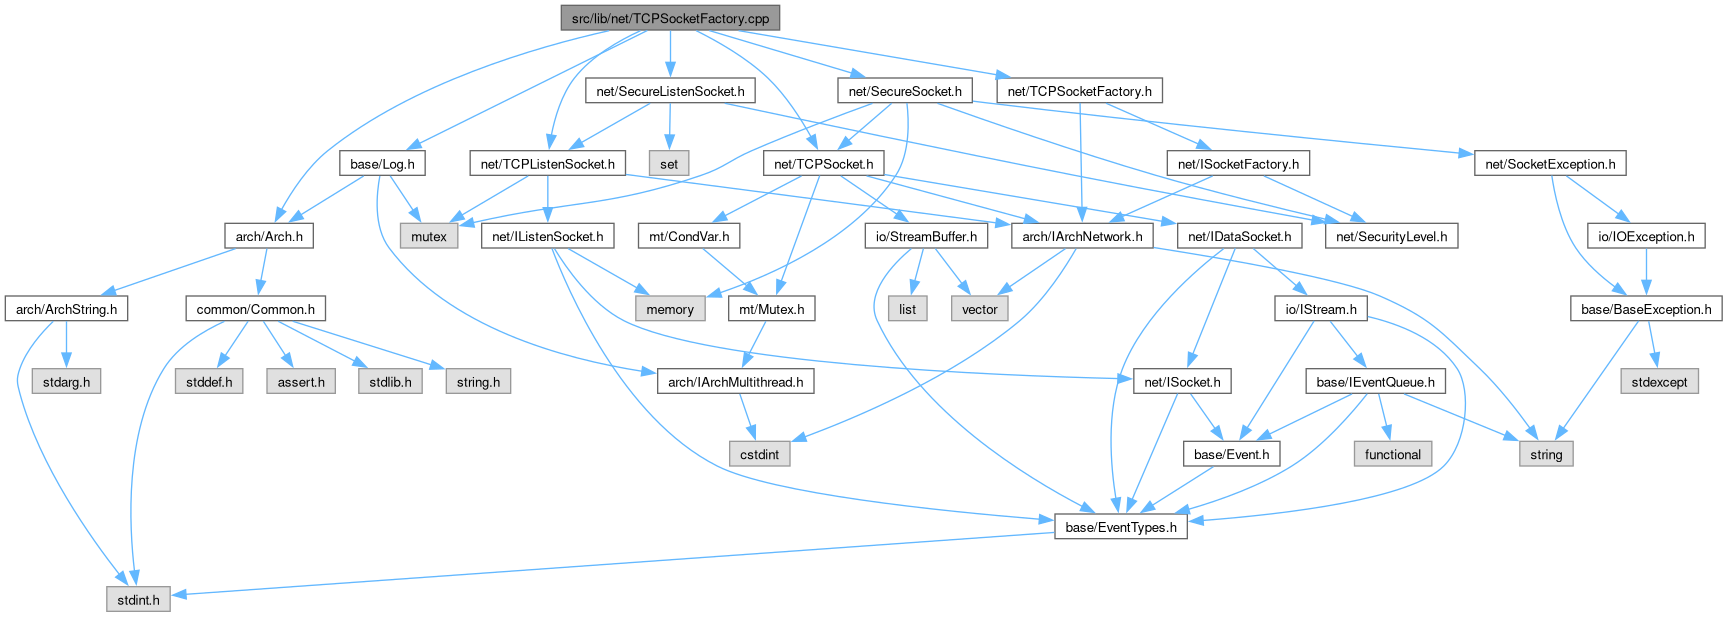 src/lib/net/TCPSocketFactory.cpp
net/SecureListenSocket.h
net/SecureSocket.h
net/TCPSocketFactory.h
base/Log.h
net/TCPListenSocket.h
set
net/TCPSocket.h
net/ISocketFactory.h
net/SocketException.h
arch/Arch.h
mutex
net/IListenSocket.h
mt/CondVar.h
io/StreamBuffer.h
arch/IArchNetwork.h
net/IDataSocket.h
net/SecurityLevel.h
io/IOException.h
arch/ArchString.h
common/Common.h
memory
mt/Mutex.h
list
vector
io/IStream.h
base/BaseException.h
stdarg.h
stddef.h
assert.h
stdlib.h
string.h
arch/IArchMultithread.h
net/ISocket.h
base/IEventQueue.h
stdexcept
cstdint
base/Event.h
functional
string
base/EventTypes.h
stdint.h